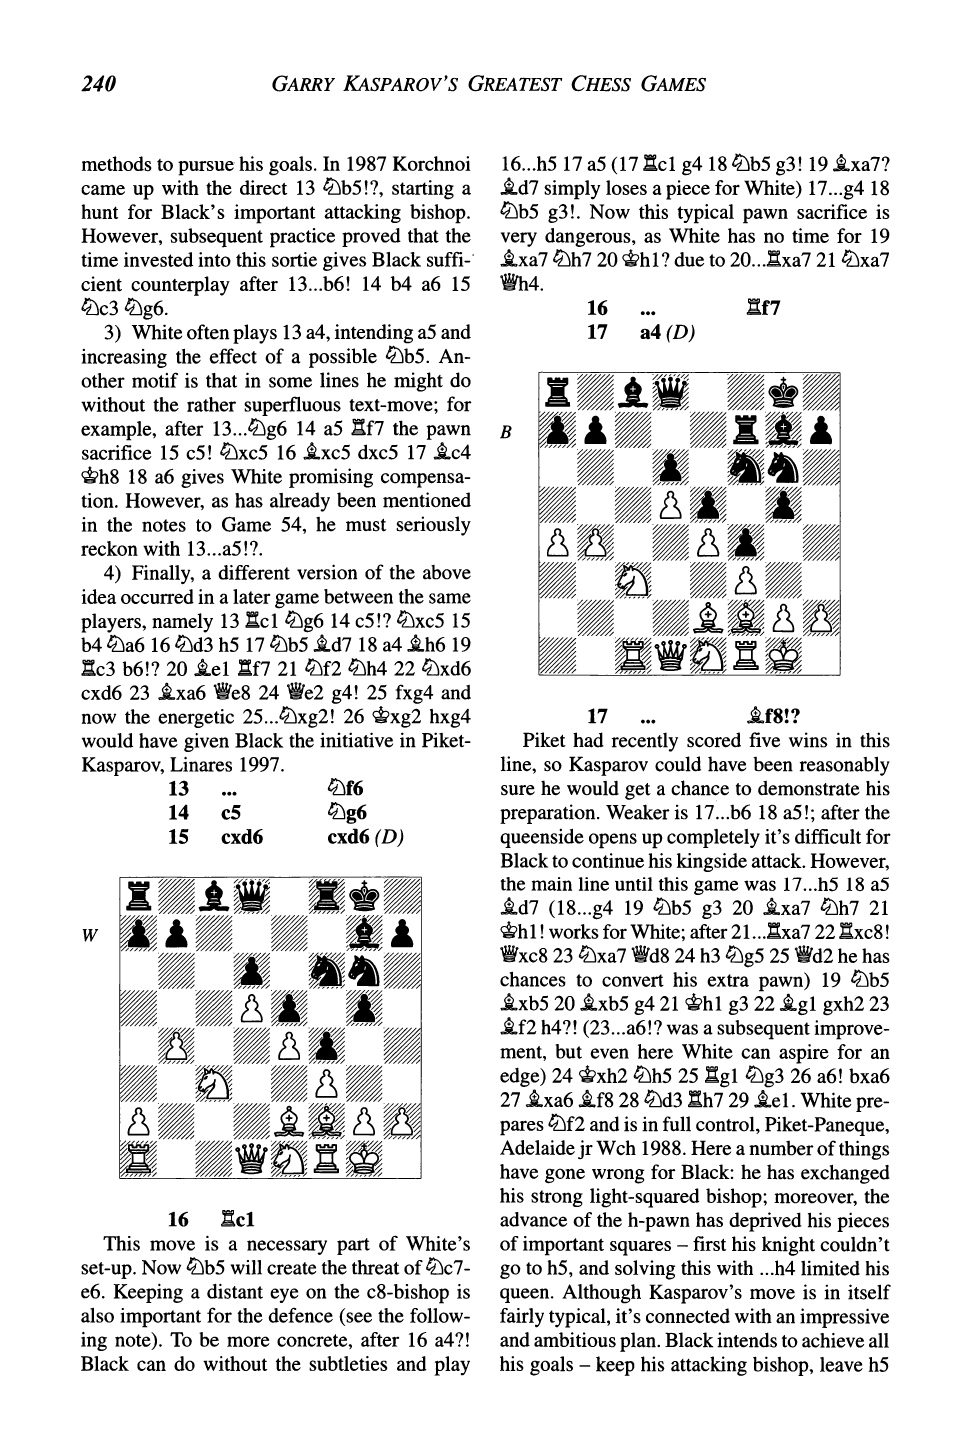 240
GARRY KASPAROV'S GREATEST CHESS GAMES
methods to pursue his goals. In 1987 Korchnoi
came up with the direct 13 ♘b5!?, starting a
hunt for Black's important attacking bishop.
However, subsequent practice proved that the
time invested into this sortie gives Black suffi-
cient counterplay after 13...b6! 14 b4 a6 15
♘c3 ♘g6.
3) White often plays 13 a4, intending a5 and
increasing the effect of a possible ♘b5. An-
other motif is that in some lines he might do
without the rather superfluous text-move; for
example, after 13...♘g6 14 a5 ♖f7 the pawn
sacrifice 15 c5! ♘xc5 16 ♗xc5 dxc5 17 ♗c4
♔h8 18 a6 gives White promising compensa-
tion. However, as has already been mentioned
in the notes to Game 54, he must seriously
reckon with 13...a5!?.
4) Finally, a different version of the above
idea occurred in a later game between the same
players, namely 13 ♖c1 ♘g6 14 c5!? ♘xc5 15
b4 ♘a6 16 ♘d3 h5 17 ♘b5 ♗d7 18 a4 ♗h6 19
♖c3 b6!? 20 ♗e1 ♖f7 21 ♘f2 ♘h4 22 ♘xd6
cxd6 23 ♗xa6 ♕e8 24 ♕e2 g4! 25 fxg4 and
now the energetic 25...♘xg2! 26 ♔xg2 hxg4
would have given Black the initiative in Piket-
Kasparov, Linares 1997.
13 ... ♘f6
14 c5 ♘g6
15 cxd6 cxd6 (D)
W
16 ♖c1
This move is a necessary part of White's
set-up. Now ♘b5 will create the threat of ♘c7-
e6. Keeping a distant eye on the c8-bishop is
also important for the defence (see the follow-
ing note). To be more concrete, after 16 a4?!
Black can do without the subtleties and play
16...h5 17 a5 (17 ♖c1 g4 18 ♘b5 g3! 19 ♗xa7?
♗d7 simply loses a piece for White) 17...g4 18
♘b5 g3!. Now this typical pawn sacrifice is
very dangerous, as White has no time for 19
♗xa7 ♘h7 20 ♔h1? due to 20...♖xa7 21 ♘xa7
♕h4.
16 ... ♖f7
17 a4 (D)
B
17 ... ♗f8!?
Piket had recently scored five wins in this
line, so Kasparov could have been reasonably
sure he would get a chance to demonstrate his
preparation. Weaker is 17...b6 18 a5!; after the
queenside opens up completely it's difficult for
Black to continue his kingside attack. However,
the main line until this game was 17...h5 18 a5
♗d7 (18...g4 19 ♘b5 g3 20 ♗xa7 ♘h7 21
♔h1! works for White; after 21...♖xa7 22 ♖xc8!
♕xc8 23 ♘xa7 ♕d8 24 h3 ♘g5 25 ♕d2 he has
chances to convert his extra pawn) 19 ♘b5
♗xb5 20 ♗xb5 g4 21 ♔h1 g3 22 ♗g1 gxh2 23
♗f2 h4?! (23...a6!? was a subsequent improve-
ment, but even here White can aspire for an
edge) 24 ♔xh2 ♘h5 25 ♖g1 ♘g3 26 a6! bxa6
27 ♗xa6 ♗f8 28 ♘d3 ♖h7 29 ♗e1. White pre-
pares ♘f2 and is in full control, Piket-Paneque,
Adelaide jr Wch 1988. Here a number of things
have gone wrong for Black: he has exchanged
his strong light-squared bishop; moreover, the
advance of the h-pawn has deprived his pieces
of important squares – first his knight couldn't
go to h5, and solving this with ...h4 limited his
queen. Although Kasparov's move is in itself
fairly typical, it's connected with an impressive
and ambitious plan. Black intends to achieve all
his goals – keep his attacking bishop, leave h5